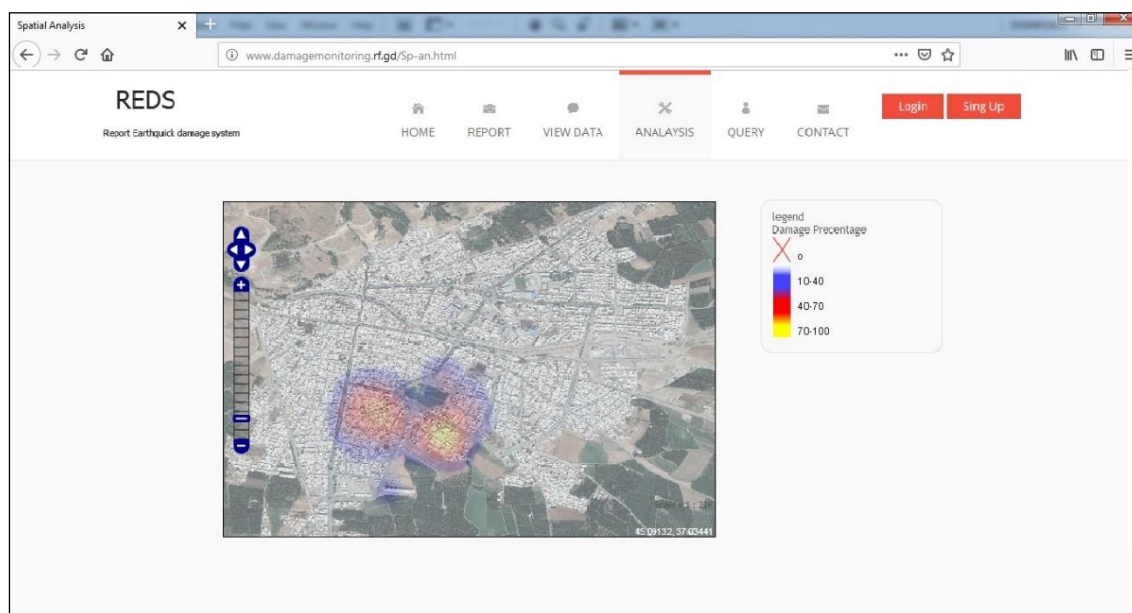 Spatial Analysis
www.damagemonitoring.rf.gd/Sp-an.html
REDS
Report Earthquick damage system
HOME
REPORT
VIEW DATA
ANALAYSIS
QUERY
CONTACT
Login
Sing Up
legend
Damage Precentage
0
10-40
40-70
70-100
45.09132, 37.03441